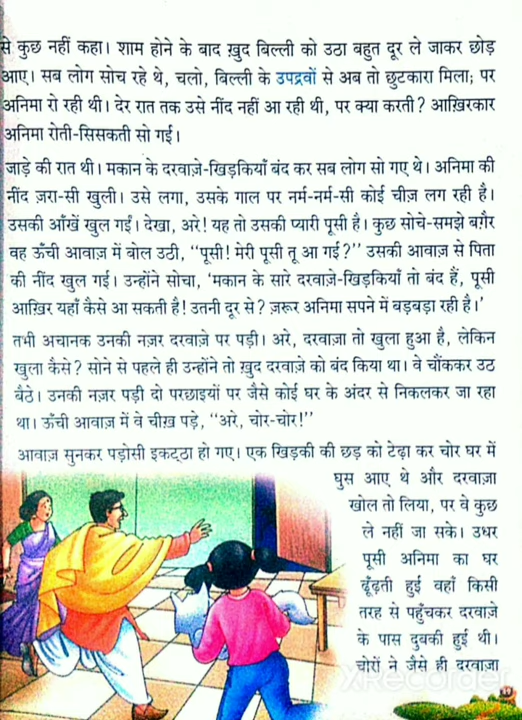 से कुछ नहीं कहा। शाम होने के बाद ख़ुद बिल्ली को उठा बहुत दूर ले जाकर छोड़
आए। सब लोग सोच रहे थे, चलो, बिल्ली के उपद्रवों से अब तो छुटकारा मिला; पर
अनिमा रो रही थी। देर रात तक उसे नींद नहीं आ रही थी, पर क्या करती? आख़िरकार
अनिमा रोती-सिसकती सो गई।
जाड़े की रात थी। मकान के दरवाज़े-खिड़कियाँ बंद कर सब लोग सो गए थे। अनिमा की
नींद ज़रा-सी खुली। उसे लगा, उसके गाल पर नर्म-नर्म-सी कोई चीज़ लग रही है।
उसकी आँखें खुल गईं। देखा, अरे! यह तो उसकी प्यारी पूसी है। कुछ सोचे-समझे बग़ैर
वह ऊँची आवाज़ में बोल उठी, “पूसी! मेरी पूसी तू आ गई?” उसकी आवाज़ से पिता
की नींद खुल गई। उन्होंने सोचा, ‘मकान के सारे दरवाज़े-खिड़कियाँ तो बंद हैं, पूसी
आख़िर यहाँ कैसे आ सकती है! उतनी दूर से? ज़रूर अनिमा सपने में बड़बड़ा रही है।’
तभी अचानक उनकी नज़र दरवाज़े पर पड़ी। अरे, दरवाज़ा तो खुला हुआ है, लेकिन
खुला कैसे? सोने से पहले ही उन्होंने तो ख़ुद दरवाज़े को बंद किया था। वे चौंककर उठ
बैठे। उनकी नज़र पड़ी दो परछाइयों पर जैसे कोई घर के अंदर से निकलकर जा रहा
था। ऊँची आवाज़ में वे चीख़ पड़े, “अरे, चोर-चोर!”
आवाज़ सुनकर पड़ोसी इकट्ठा हो गए। एक खिड़की की छड़ को टेढ़ा कर चोर घर में
घुस आए थे और दरवाज़ा
खोल तो लिया, पर वे कुछ
ले नहीं जा सके। उधर
पूसी अनिमा का घर
ढूँढ़ती हुई वहाँ किसी
तरह से पहुँचकर दरवाज़े
के पास दुबकी हुई थी।
चोरों ने जैसे ही दरवाज़ा
XRecorder